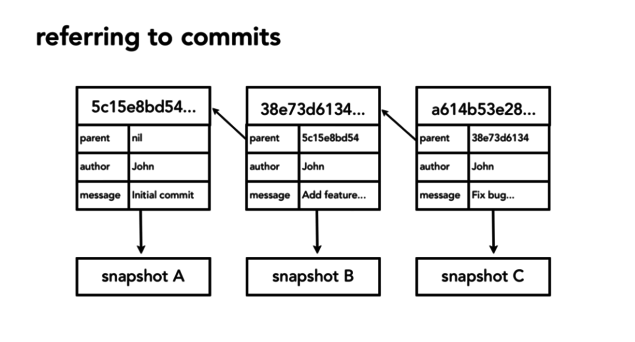 referring to commits
5c15e8bd54... 38e73d6134... a614b53e28...
parent nil parent 5c15e8bd54 parent 38e73d6134
author John author John author John
message Initial commit message Add feature... message Fix bug...
snapshot A snapshot B snapshot C